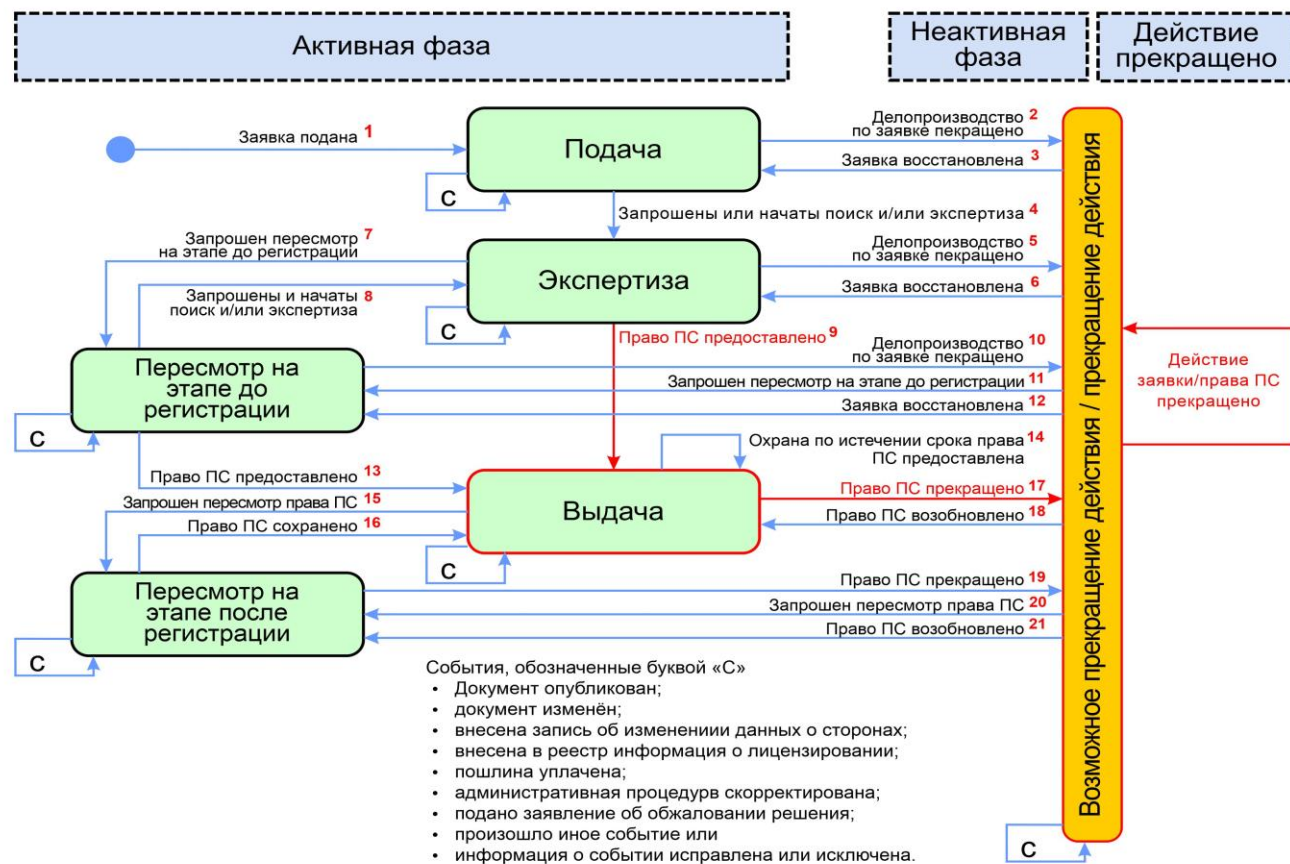 Активная фаза
Неактивная
фаза
Действие
прекращено
Заявка подана 1
Подача
Делопроизводство 2
по заявке пекращено
Заявка восстановлена 3
С
Запрошены или начаты поиск и/или экспертиза 4
Запрошен пересмотр 7
на этапе до регистрации
Экспертиза
Делопроизводство 5
по заявке пекращено
Запрошены и начаты 8
поиск и/или экспертиза
Заявка восстановлена 6
С
Право ПС предоставлено 9
Пересмотр на
этапе до
регистрации
Делопроизводство 10
по заявке пекращено
Запрошен пересмотр на этапе до регистрации 11
Заявка восстановлена 12
С
Действие
заявки/права ПС
прекращено
Охрана по истечении срока права 14
ПС предоставлена
Право ПС предоставлено 13
Запрошен пересмотр права ПС 15
Право ПС сохранено 16
Выдача
Право ПС прекращено 17
Право ПС возобновлено 18
С
Пересмотр на
этапе после
регистрации
Право ПС прекращено 19
Запрошен пересмотр права ПС 20
Право ПС возобновлено 21
С
Возможное прекращение действия / прекращение действия
С
События, обозначенные буквой «С»
• Документ опубликован;
• документ изменён;
• внесена запись об изменениии данных о сторонах;
• внесена в реестр информация о лицензировании;
• пошлина уплачена;
• административная процедурв скорректирована;
• подано заявление об обжаловании решения;
• произошло иное событие или
• информация о событии исправлена или исключена.